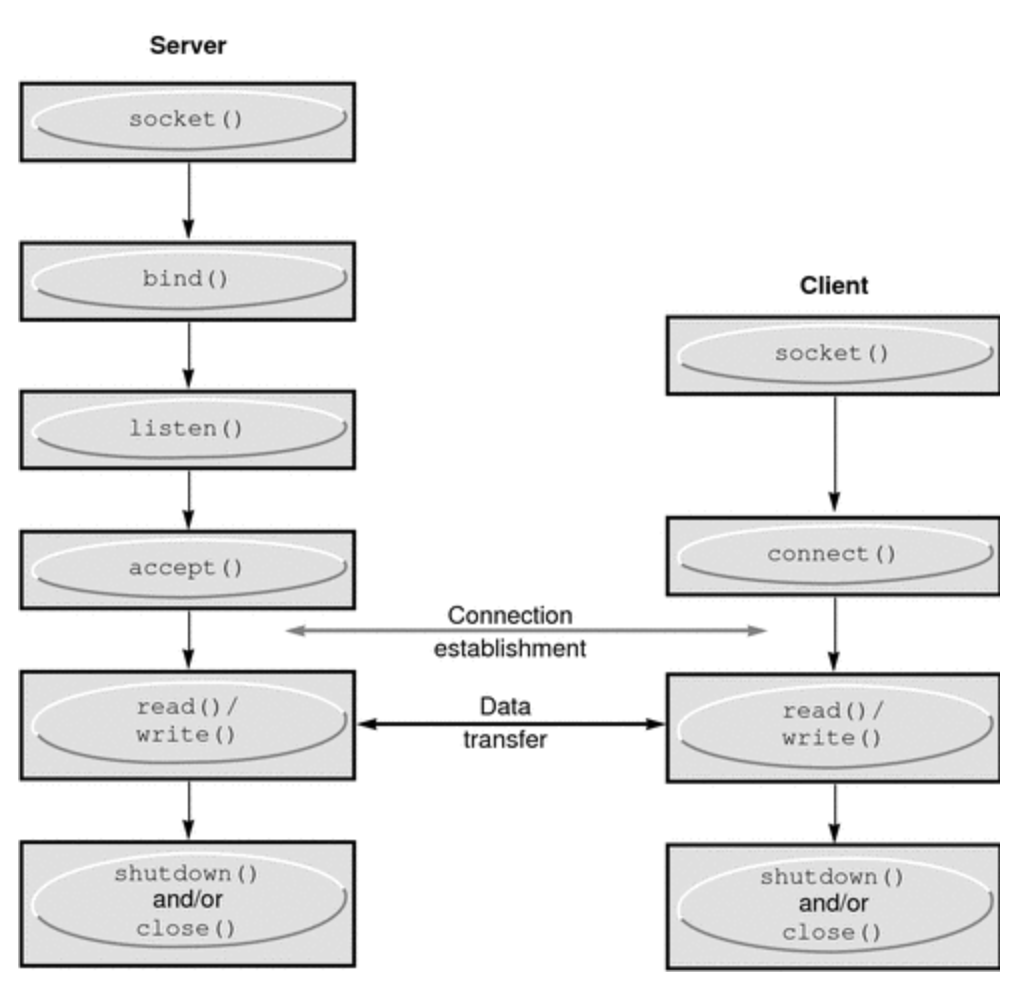 Server
socket()
bind()
listen()
accept()
read()/
write()
shutdown()
and/or
close()
Connection
establishment
Data
transfer
Client
socket()
connect()
read()/
write()
shutdown()
and/or
close()